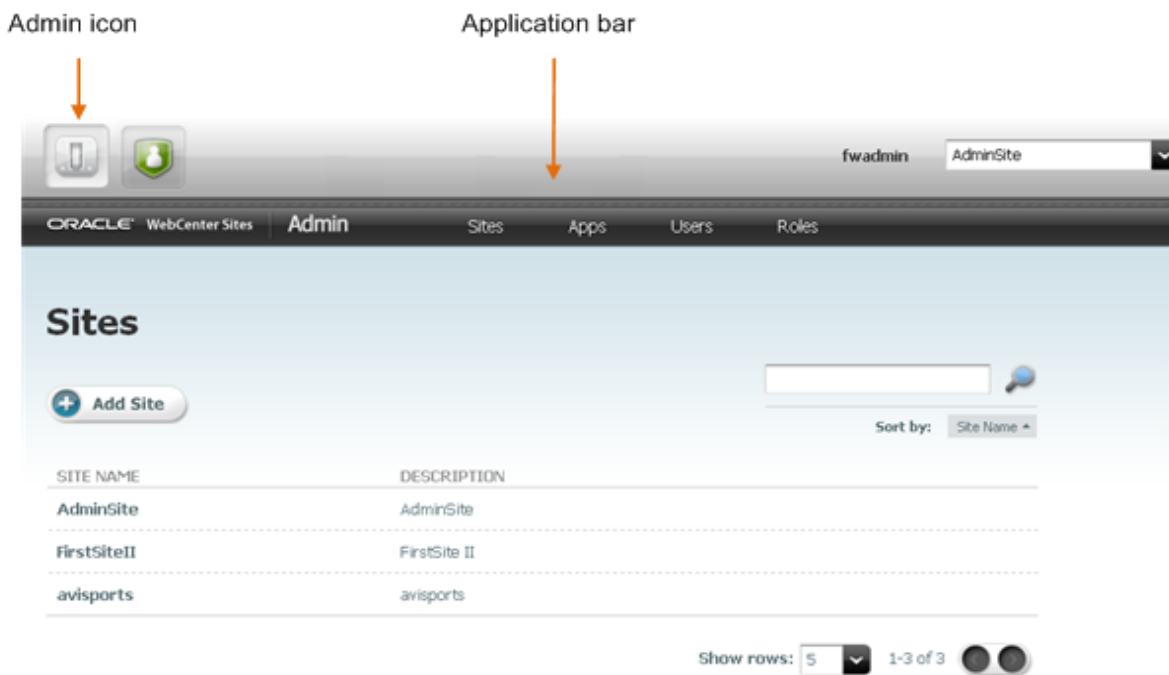 Admin icon Application bar
fwadmin AdminSite
ORACLE WebCenter Sites Admin Sites Apps Users Roles
Sites
Add Site
Sort by: Site Name
SITE NAME DESCRIPTION
AdminSite AdminSite
FirstSiteII FirstSite II
avisports avisports
Show rows: 5 1-3 of 3